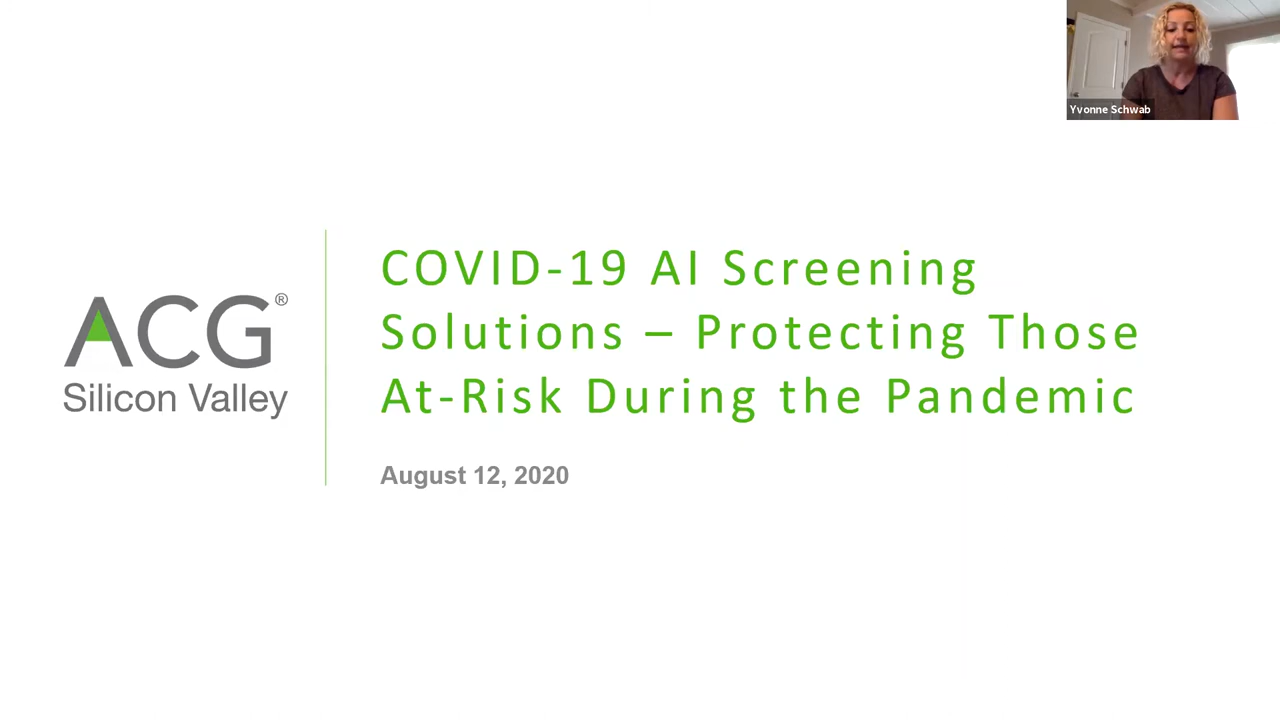 Yvonne Schwab
ACG®
Silicon Valley
COVID-19 AI Screening
Solutions – Protecting Those
At-Risk During the Pandemic
August 12, 2020